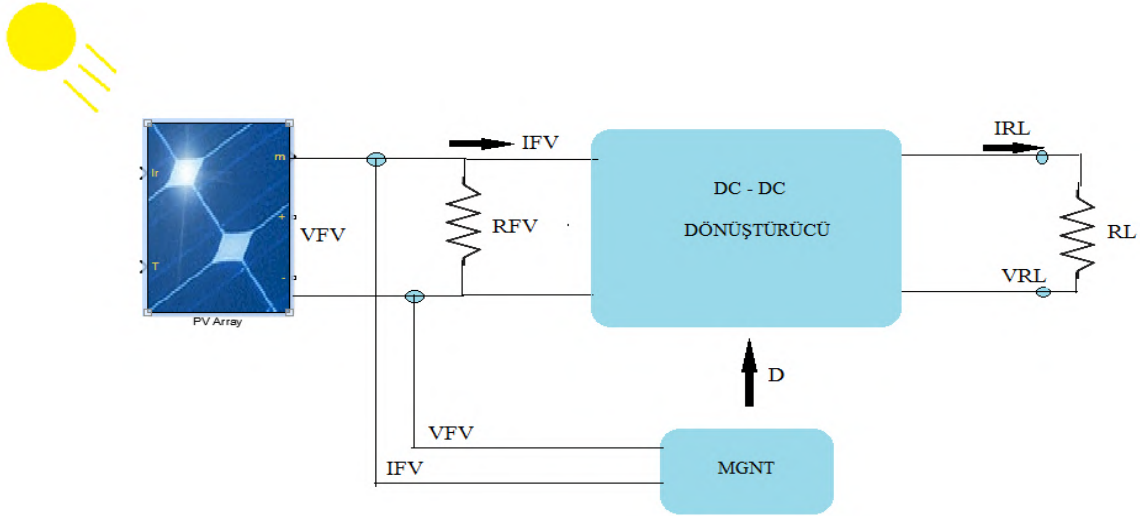 IFV
IRL
m
Ir
DC - DC
DÖNÜŞTÜRÜCÜ
VFV
+
RFV
RL
T
-
VRL
PV Array
D
VFV
IFV
MGNT